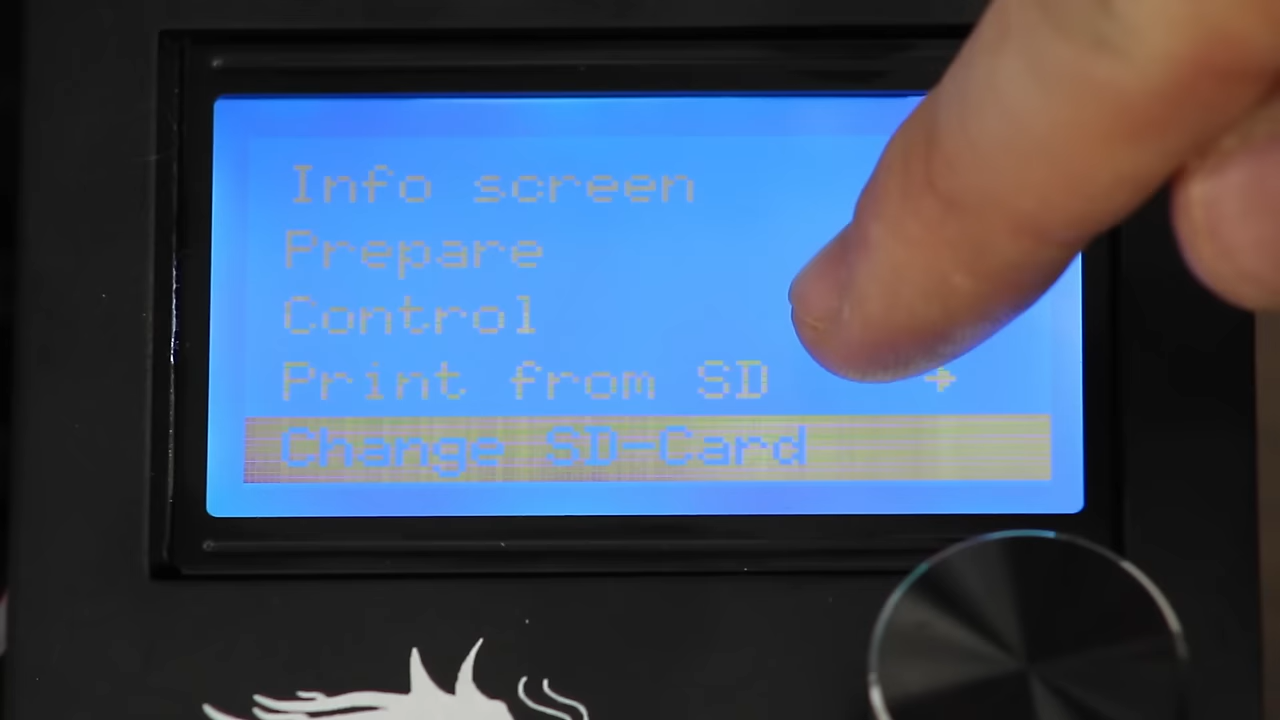 Info screen
Prepare
Control
Print from SD →
Change SD-Card